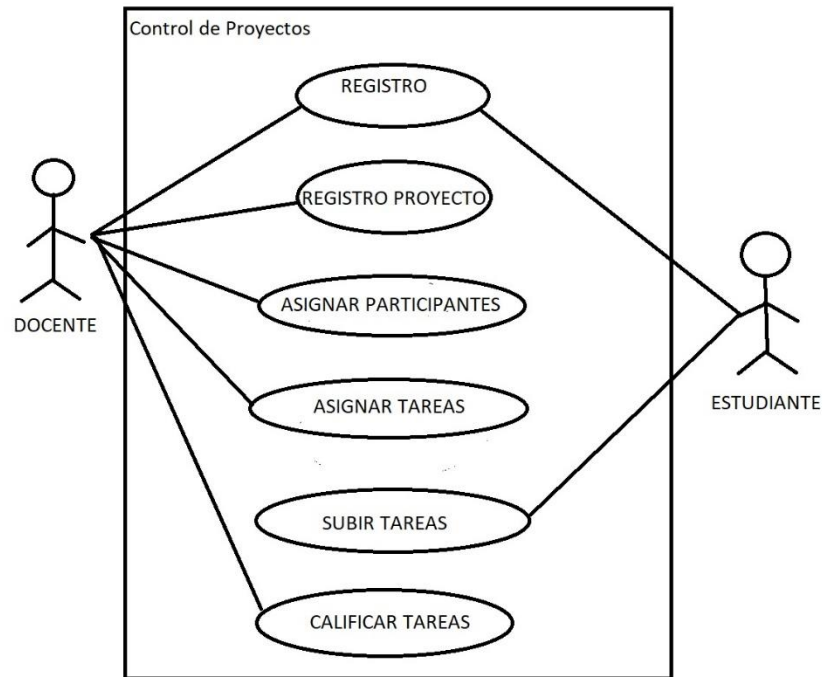 Control de Proyectos
REGISTRO
REGISTRO PROYECTO
ASIGNAR PARTICIPANTES
DOCENTE
ASIGNAR TAREAS
ESTUDIANTE
SUBIR TAREAS
CALIFICAR TAREAS